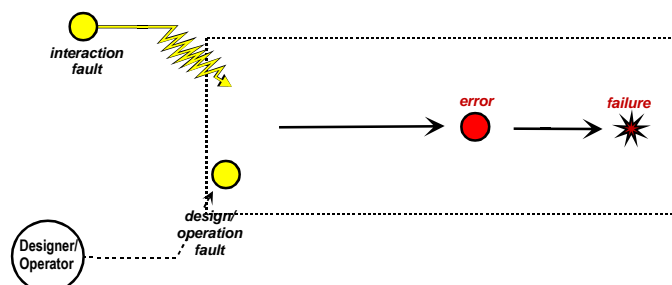 interaction
fault
error
failure
design/
operation
fault
Designer/
Operator